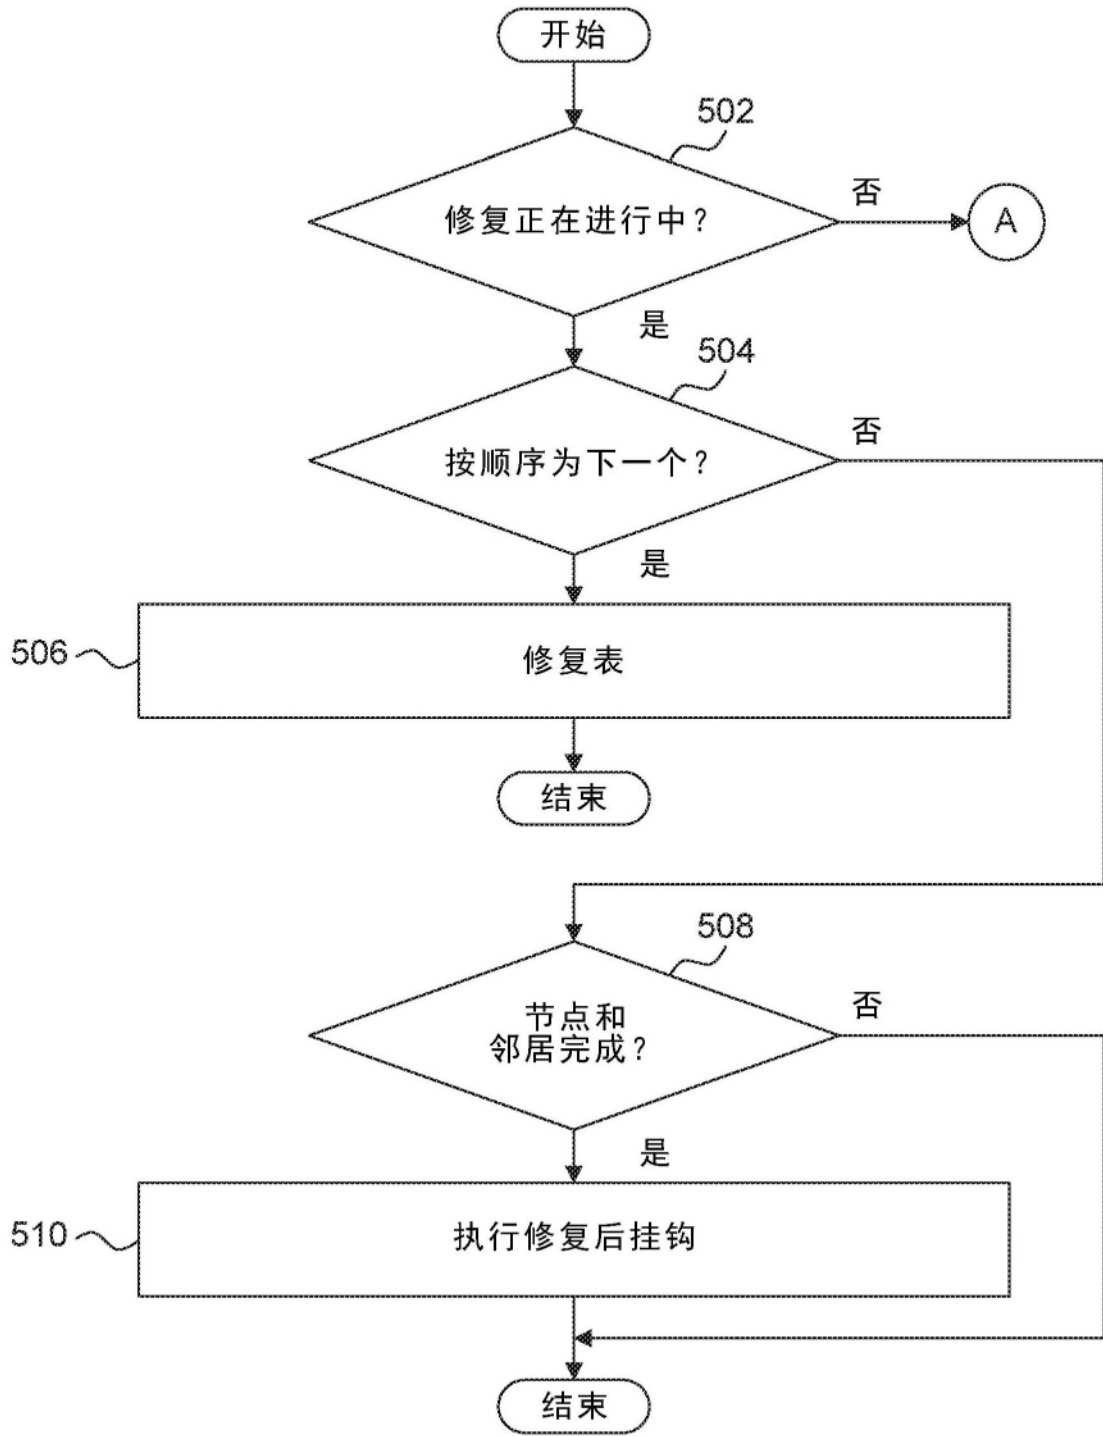 开始
502
修复正在进行中？
否
A
是
504
按顺序为下一个？
否
是
506
修复表
结束
508
节点和
邻居完成？
否
是
510
执行修复后挂钩
结束